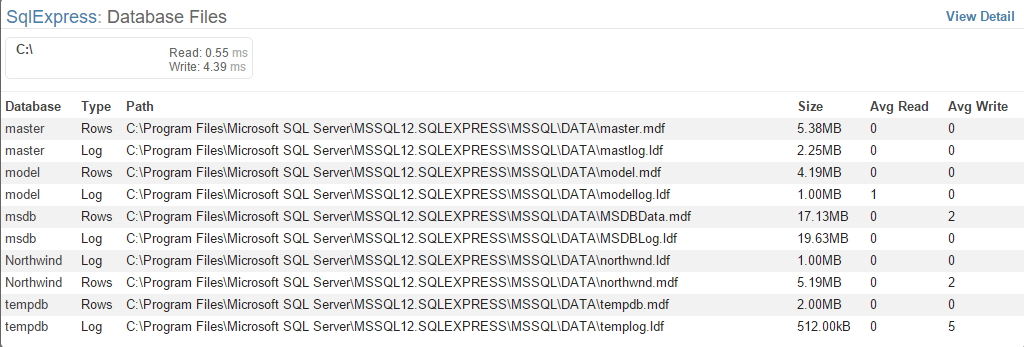 SqlExpress: Database Files View Detail
C:\ Read: 0.55 ms
Write: 4.39 ms
Database Type Path Size Avg Read Avg Write
master Rows C:\Program Files\Microsoft SQL Server\MSSQL12.SQLEXPRESS\MSSQL\DATA\master.mdf 5.38MB 0 0
master Log C:\Program Files\Microsoft SQL Server\MSSQL12.SQLEXPRESS\MSSQL\DATA\mastlog.ldf 2.25MB 0 0
model Rows C:\Program Files\Microsoft SQL Server\MSSQL12.SQLEXPRESS\MSSQL\DATA\model.mdf 4.19MB 0 0
model Log C:\Program Files\Microsoft SQL Server\MSSQL12.SQLEXPRESS\MSSQL\DATA\modellog.ldf 1.00MB 1 0
msdb Rows C:\Program Files\Microsoft SQL Server\MSSQL12.SQLEXPRESS\MSSQL\DATA\MSDBData.mdf 17.13MB 0 2
msdb Log C:\Program Files\Microsoft SQL Server\MSSQL12.SQLEXPRESS\MSSQL\DATA\MSDBLog.ldf 19.63MB 0 0
Northwind Log C:\Program Files\Microsoft SQL Server\MSSQL12.SQLEXPRESS\MSSQL\DATA\northwnd.ldf 1.00MB 0 0
Northwind Rows C:\Program Files\Microsoft SQL Server\MSSQL12.SQLEXPRESS\MSSQL\DATA\northwnd.mdf 5.19MB 0 2
tempdb Rows C:\Program Files\Microsoft SQL Server\MSSQL12.SQLEXPRESS\MSSQL\DATA\tempdb.mdf 2.00MB 0 0
tempdb Log C:\Program Files\Microsoft SQL Server\MSSQL12.SQLEXPRESS\MSSQL\DATA\templog.ldf 512.00kB 0 5